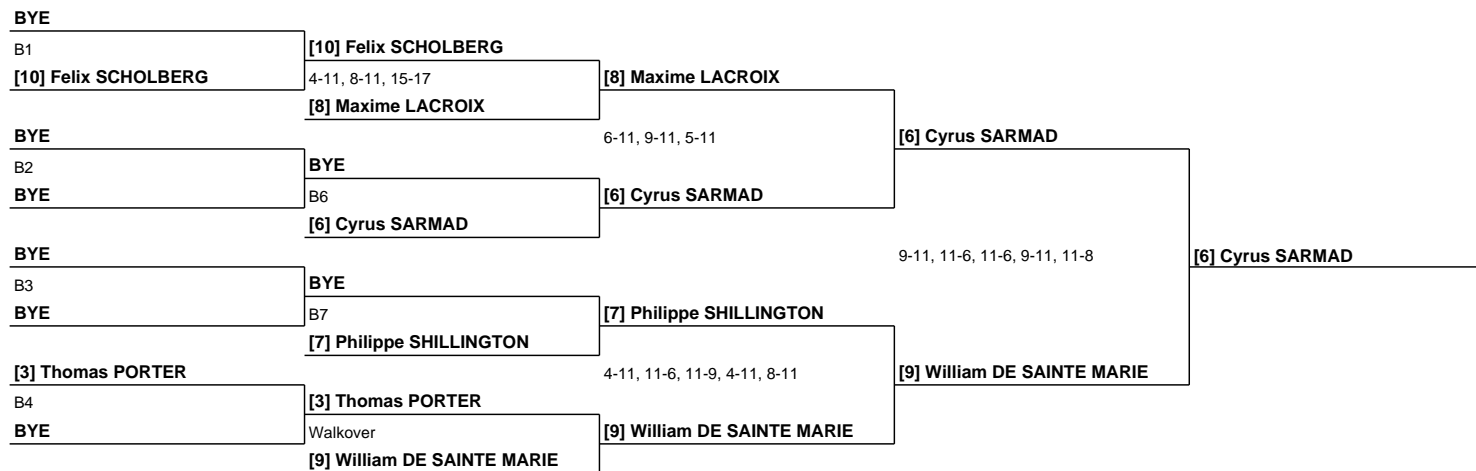 BYE
B1
[10] Felix SCHOLBERG
[10] Felix SCHOLBERG
4-11, 8-11, 15-17
[8] Maxime LACROIX
[8] Maxime LACROIX
BYE
B2
BYE
BYE
B6
[6] Cyrus SARMAD
6-11, 9-11, 5-11
[6] Cyrus SARMAD
[6] Cyrus SARMAD
BYE
B3
BYE
BYE
B7
[7] Philippe SHILLINGTON
[7] Philippe SHILLINGTON
9-11, 11-6, 11-6, 9-11, 11-8
[6] Cyrus SARMAD
[3] Thomas PORTER
B4
BYE
[3] Thomas PORTER
Walkover
[9] William DE SAINTE MARIE
4-11, 11-6, 11-9, 4-11, 8-11
[9] William DE SAINTE MARIE
[9] William DE SAINTE MARIE